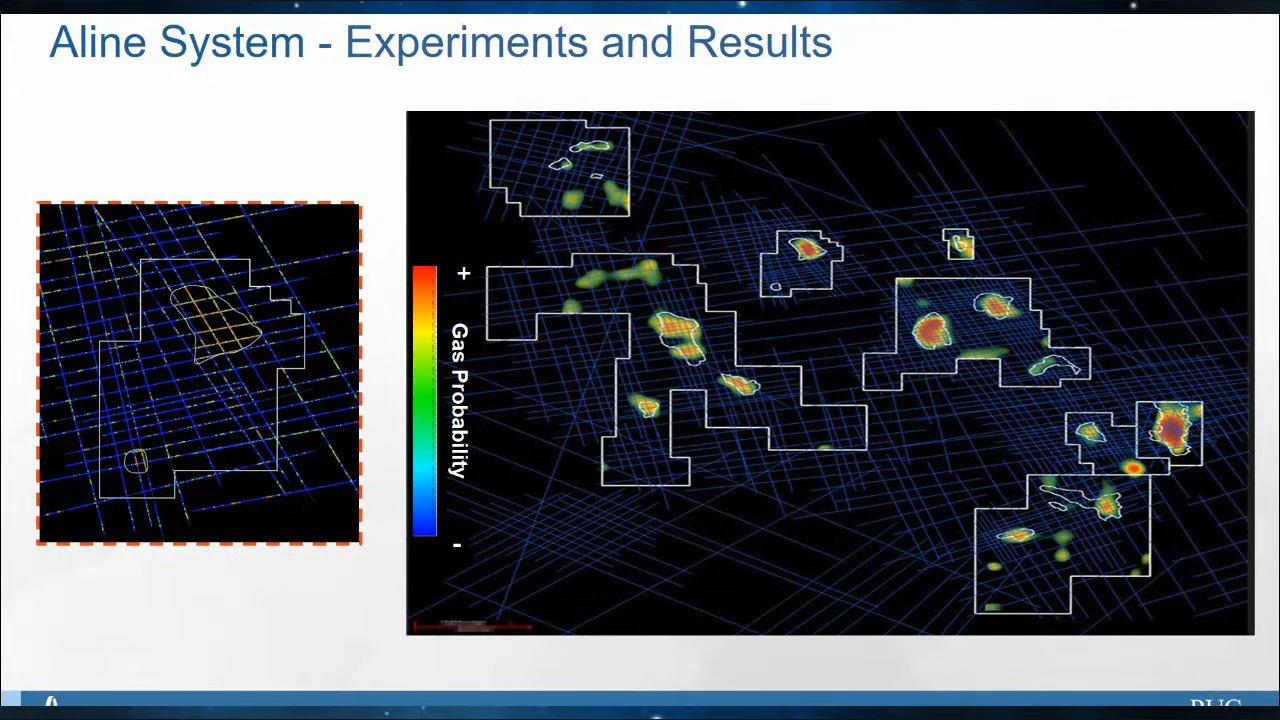 Aline System - Experiments and Results
+
Gas Probability
-